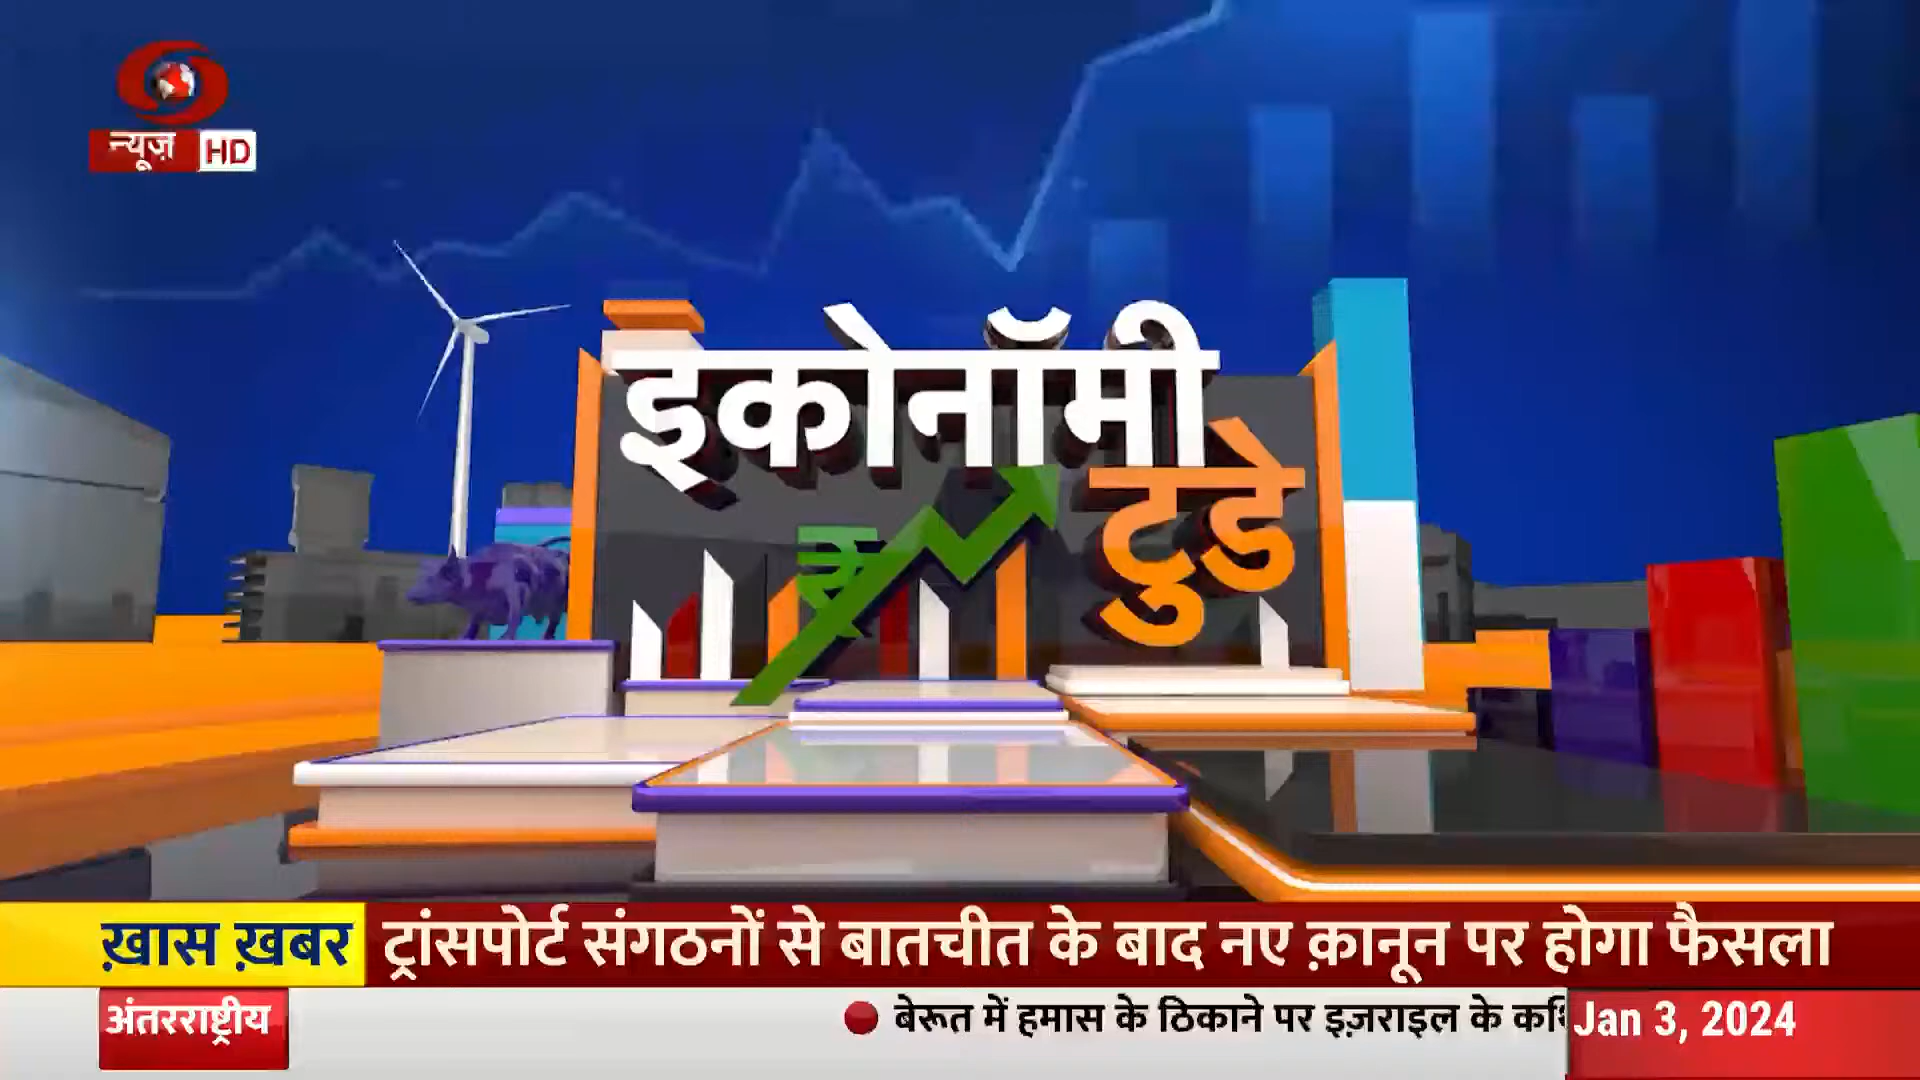 न्यूज़ HD
इकोनॉमी
टुडे
₹
ख़ास ख़बर ट्रांसपोर्ट संगठनों से बातचीत के बाद नए क़ानून पर होगा फैसला
अंतरराष्ट्रीय बेरूत में हमास के ठिकाने पर इज़राइल के Jan 3, 2024